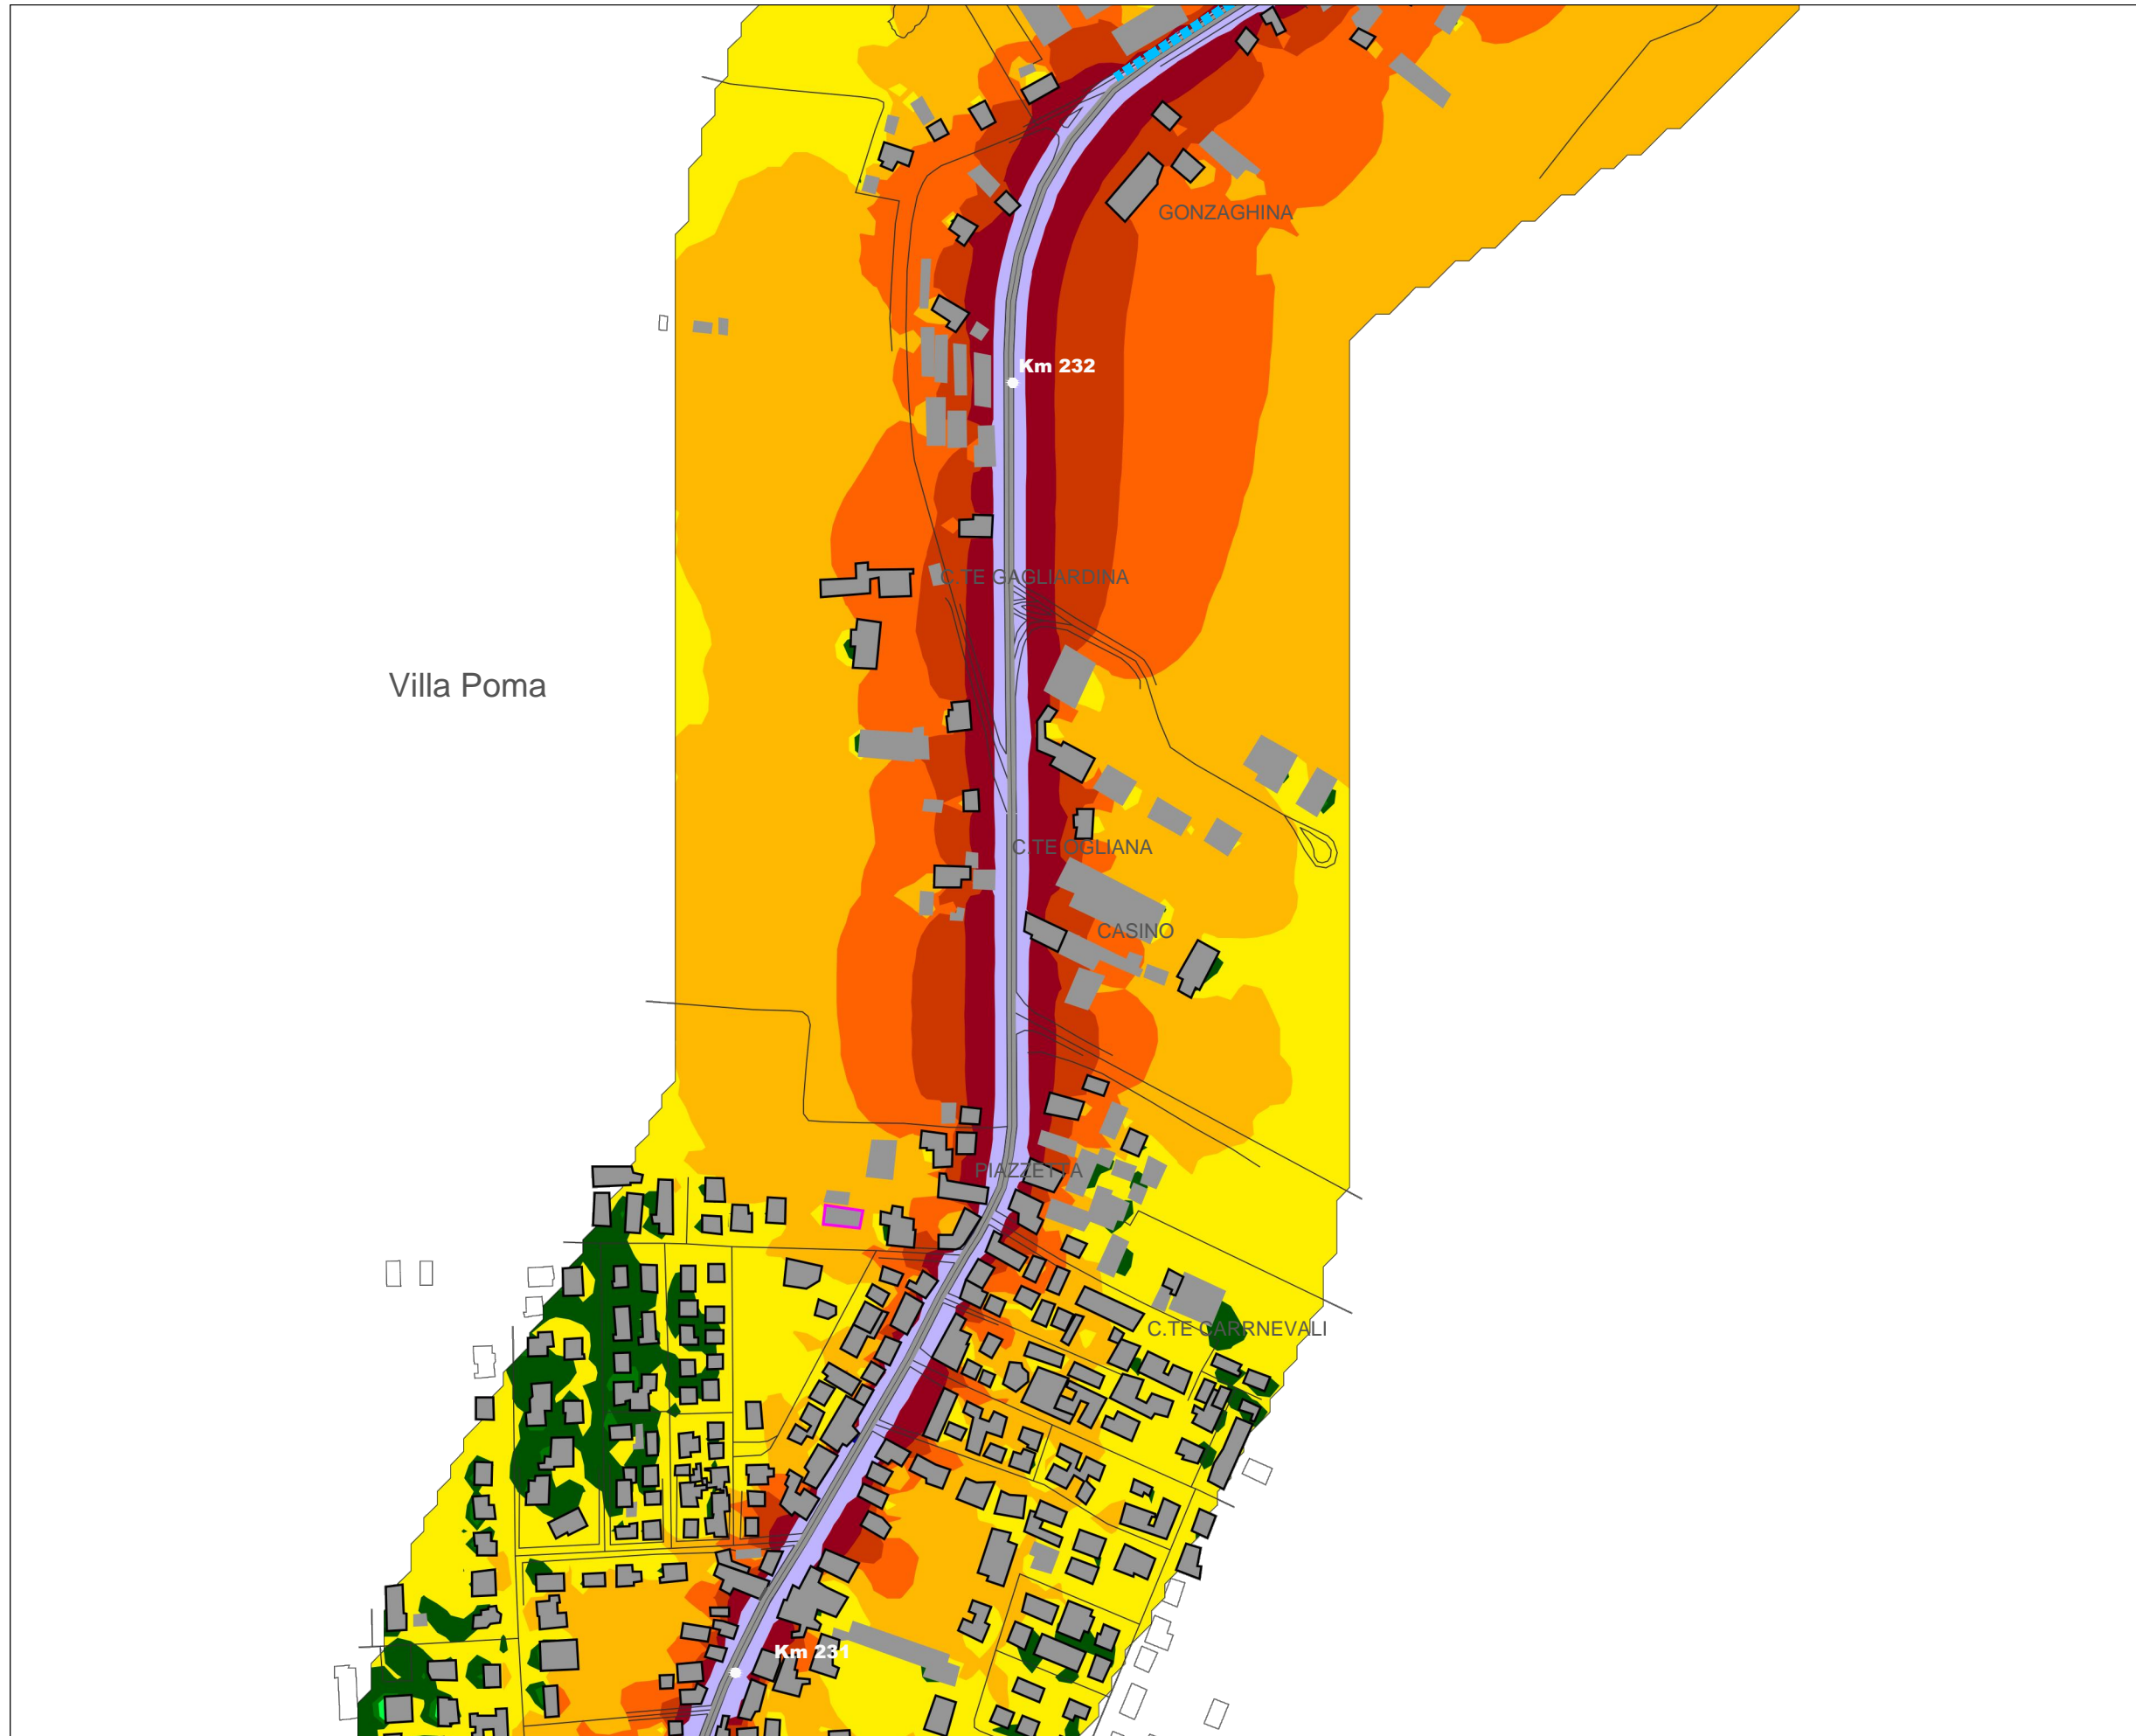 GONZAGHINA
Km 232
C.TE GAGLIARDINA
Villa Poma
C.TE OGLIANA
CASINO
PIAZZETTA
C.TE CARRNEVALI
Km 231